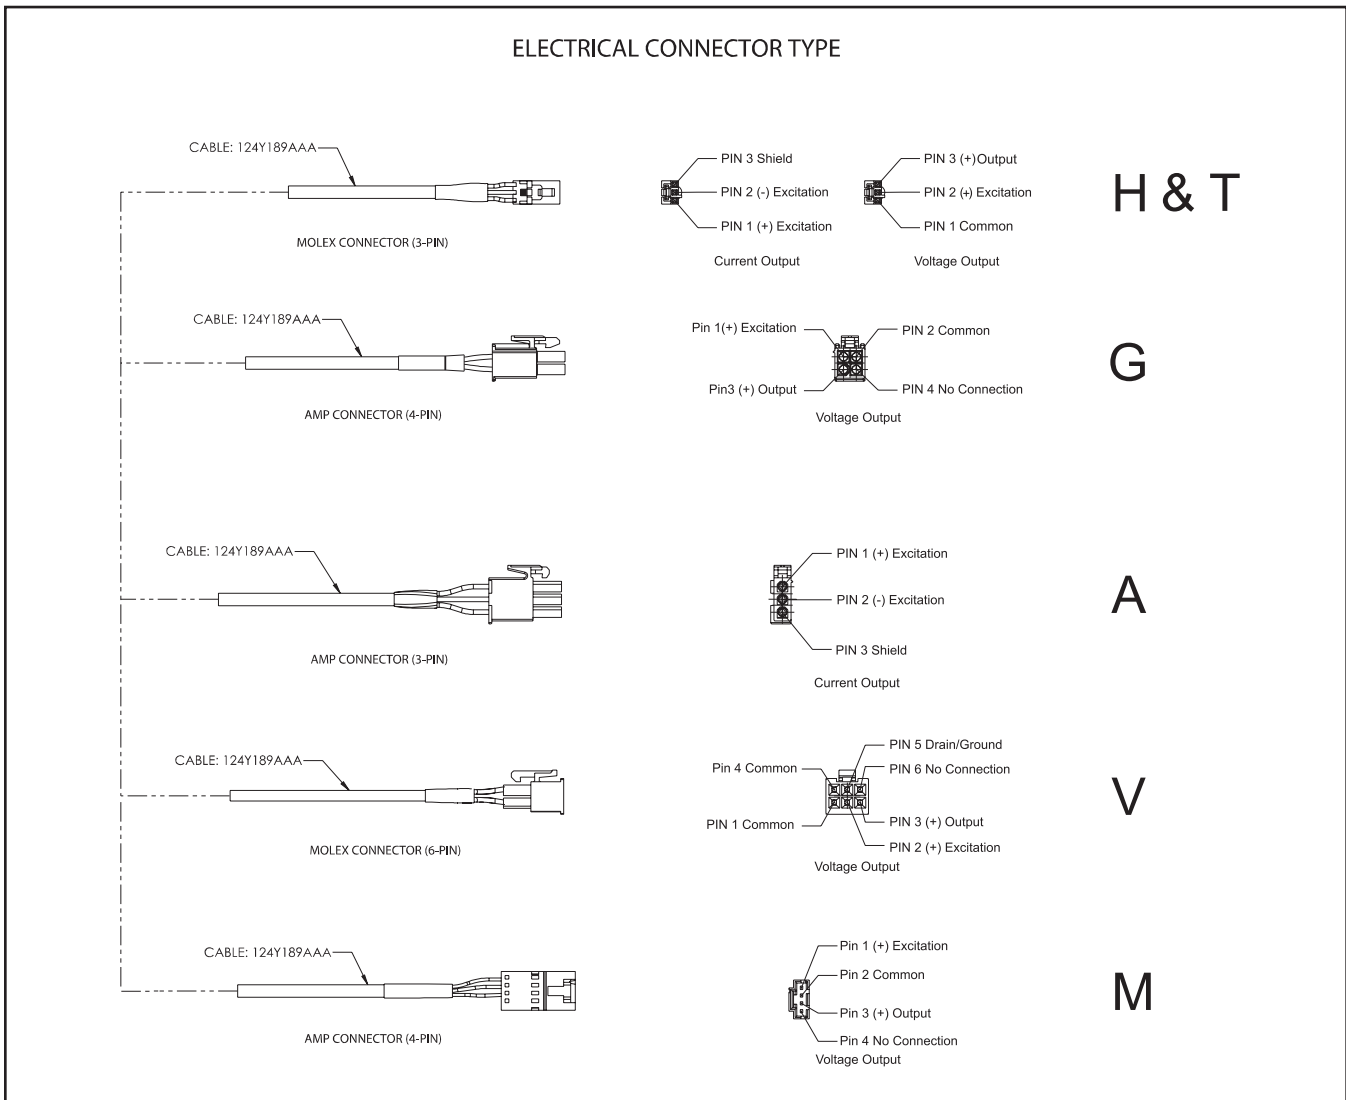 ELECTRICAL CONNECTOR TYPE
CABLE: 124Y189AAA
MOLEX CONNECTOR (3-PIN)
PIN 3 Shield
PIN 2 (-) Excitation
PIN 1 (+) Excitation
Current Output
PIN 3 (+)Output
PIN 2 (+) Excitation
PIN 1 Common
Voltage Output
H & T
CABLE: 124Y189AAA
AMP CONNECTOR (4-PIN)
Pin 1(+) Excitation
PIN 2 Common
Pin3 (+) Output
PIN 4 No Connection
Voltage Output
G
CABLE: 124Y189AAA
AMP CONNECTOR (3-PIN)
PIN 1 (+) Excitation
PIN 2 (-) Excitation
PIN 3 Shield
Current Output
A
CABLE: 124Y189AAA
MOLEX CONNECTOR (6-PIN)
PIN 5 Drain/Ground
Pin 4 Common
PIN 6 No Connection
PIN 1 Common
PIN 3 (+) Output
PIN 2 (+) Excitation
Voltage Output
V
CABLE: 124Y189AAA
AMP CONNECTOR (4-PIN)
Pin 1 (+) Excitation
Pin 2 Common
Pin 3 (+) Output
Pin 4 No Connection
Voltage Output
M